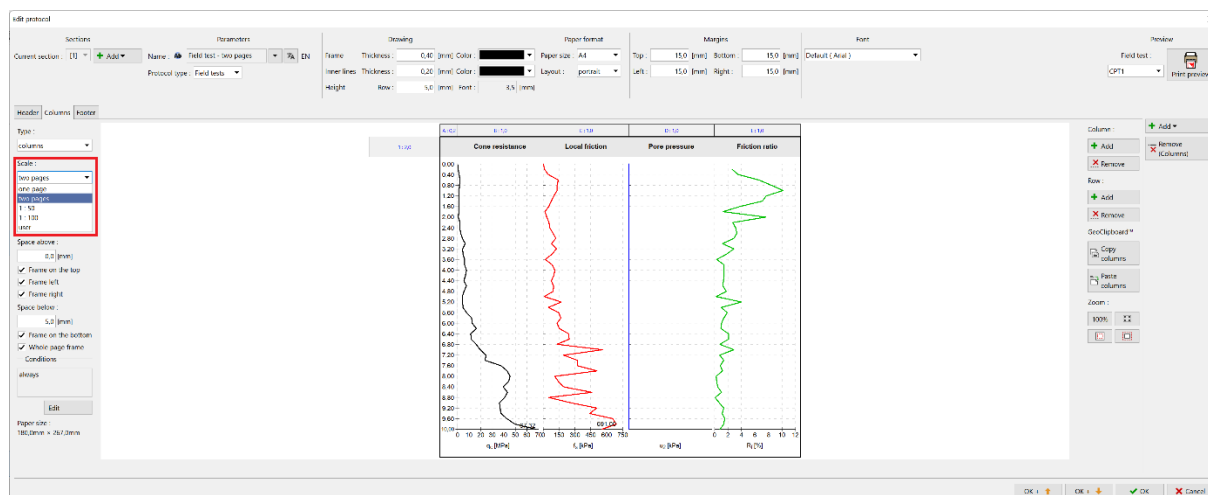 Edit protocol
Sections
Parameters
Drawing
Paper format
Margins
Font
Preview
Current section : [1] + Add
Name : Field test - two pages EN
Protocol type : Field tests
Frame Thickness : 0,40 [mm] Color :
Inner lines Thickness : 0,20 [mm] Color :
Height Row : 5,0 [mm] Font : 3,5 [mm]
Paper size : A4
Layout : portrait
Top : 15,0 [mm] Bottom : 15,0 [mm]
Left : 15,0 [mm] Right : 15,0 [mm]
Default (Arial)
Field test :
CPT1
Print preview
Header Columns Footer
Type :
columns
Scale :
two pages
one page
two pages
1 : 50
1 : 100
user
Space above :
0,0 [mm]
Frame on the top
Frame left
Frame right
Space below :
5,0 [mm]
Frame on the bottom
Whole page frame
Conditions
always
Edit
Paper size :
180,0mm × 267,0mm
Cone resistance Local friction Pore pressure Friction ratio
0.00
0.40
0.80
1.20
1.60
2.00
2.40
2.80
3.20
3.60
4.00
4.40
4.80
5.20
5.60
6.00
6.40
6.80
7.20
7.60
8.00
8.40
8.80
9.20
9.60
10.00
0 10 20 30 40 50 60 70 150 300 450 600 750 0 2 4 6 8 10 12
[MPa] [kPa] [kPa] [%]
Column :
+ Add
Remove
Row :
+ Add
Remove
GeoClipboard™
Copy columns
Paste columns
Zoom :
100%
+ Add
Remove (Columns)
OK + OK + OK Cancel